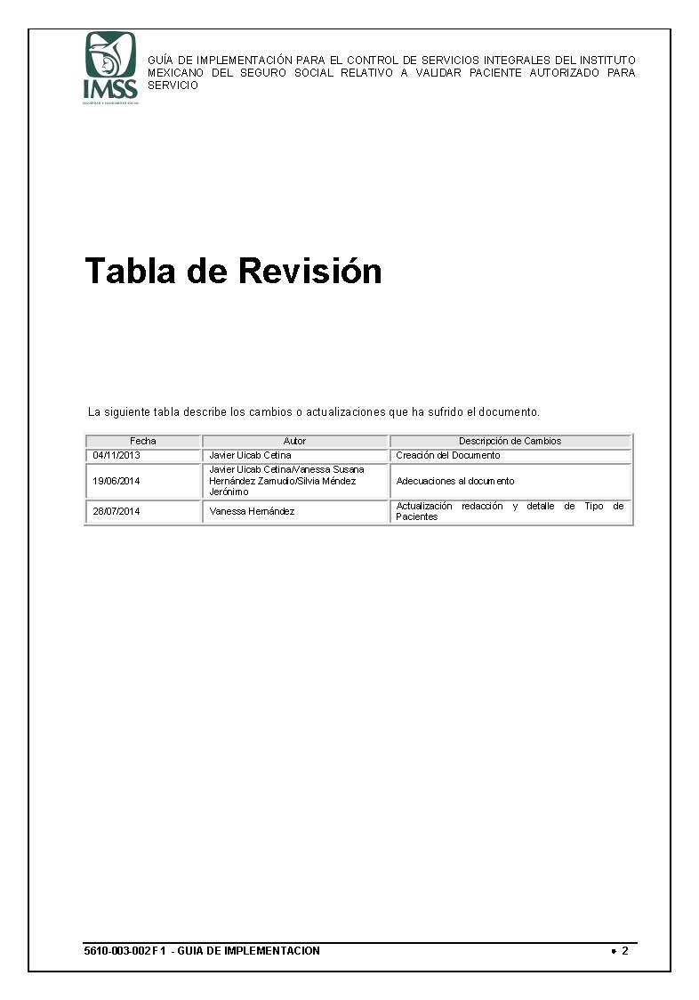 GUÍA DE IMPLEMENTACIÓN PARA EL CONTROL DE SERVICIOS INTEGRALES DEL INSTITUTO
MEXICANO DEL SEGURO SOCIAL RELATIVO A VALIDAR PACIENTE AUTORIZADO PARA
SERVICIO
IMSS
SEGURIDAD Y SOLIDARIDAD SOCIAL
Tabla de Revisión
La siguiente tabla describe los cambios o actualizaciones que ha sufrido el documento.
Fecha Autor Descripción de Cambios
04/11/2013 Javier Uicab Cetina Creación del Documento
19/06/2014 Javier Uicab Cetina/Vanessa Susana
Hernández Zamudio/Silvia Méndez
Jerónimo
Adecuaciones al documento
28/07/2014 Vanessa Hernández Actualización redacción y detalle de Tipo de
Pacientes
5610-003-002 F 1 - GUIA DE IMPLEMENTACION • 2